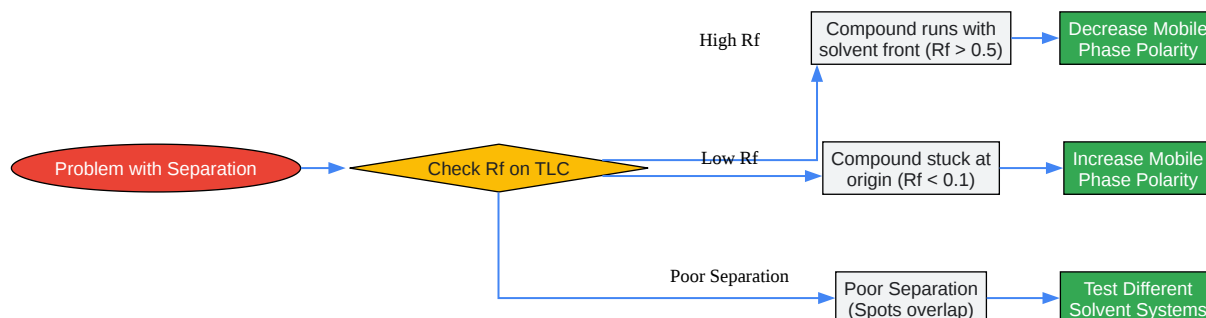 High Rf
Compound runs with
solvent front (Rf > 0.5)
Decrease Mobile
Phase Polarity
Problem with Separation
Check Rf on TLC
Low Rf
Compound stuck at
origin (Rf < 0.1)
Increase Mobile
Phase Polarity
Poor Separation
Poor Separation
(Spots overlap)
Test Different
Solvent Systems